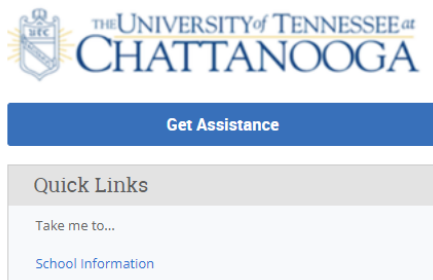 utc
THE UNIVERSITY of TENNESSEE at
CHATTANOOGA
Get Assistance
Quick Links
Take me to...
School Information